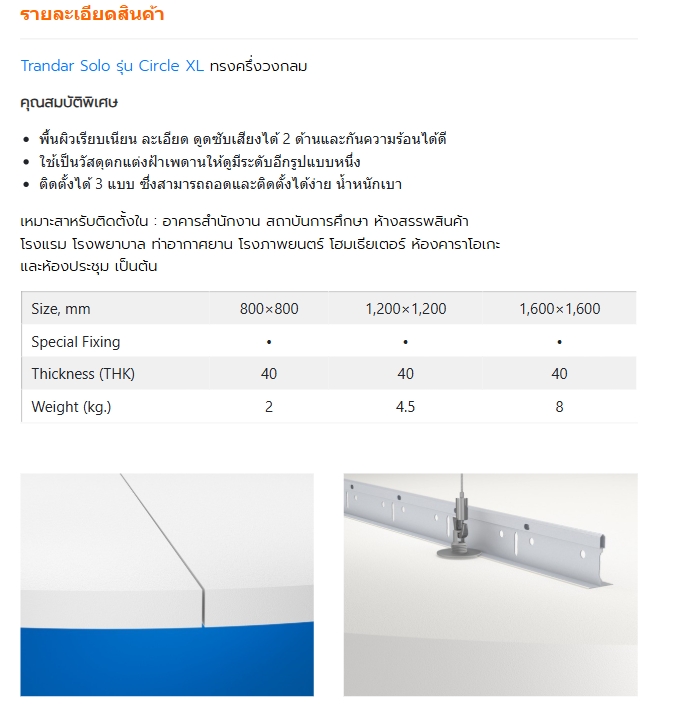 รายละเอียดสินค้า
Trandar Solo รุ่น Circle XL ทรงครึ่งวงกลม
คุณสมบัติพิเศษ
• พื้นผิวเรียบเนียน ละเอียด ดูดซับเสียงได้ 2 ด้านและกันความร้อนได้ดี
• ใช้เป็นวัสดุตกแต่งฝ้าเพดานให้ดูมีระดับอีกรูปแบบหนึ่ง
• ติดตั้งได้ 3 แบบ ซึ่งสามารถถอดและติดตั้งได้ง่าย น้ำหนักเบา
เหมาะสาหรับติดตั้งใน : อาคารสำนักงาน สถาบันการศึกษา ห้างสรรพสินค้า
โรงแรม โรงพยาบาล ท่าอากาศยาน โรงภาพยนตร์ โฮมเธียเตอร์ ห้องคาราโอเกะ
และห้องประชุม เป็นต้น
Size, mm 800×800 1,200×1,200 1,600×1,600
Special Fixing • • •
Thickness (THK) 40 40 40
Weight (kg.) 2 4.5 8